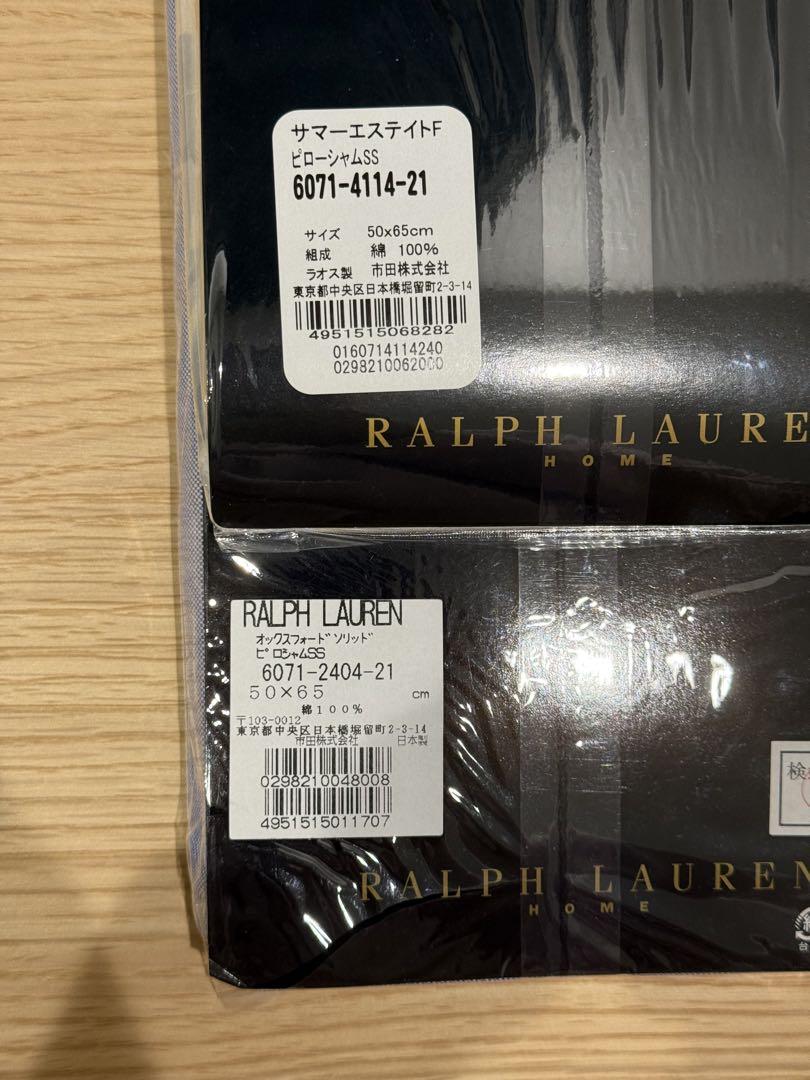 サマーエステイトF
ピローシャムSS
6071-4114-21
サイズ 50x65cm
組成 綿 100%
ラオス製 市田株式会社
東京都中央区日本橋堀留町2-3-14
4951515068282
0160714114240
0298210062000
RALPH LAURE
HOME
RALPH LAUREN
オックスフォードソリッド
ピロシャムSS
6071-2404-21
50×65 cm
綿100%
〒103-0012
東京都中央区日本橋堀留町2-3-14
市田株式会社 日本製
0298210048008
4951515011707
検
RALPH LAUREN
HOME